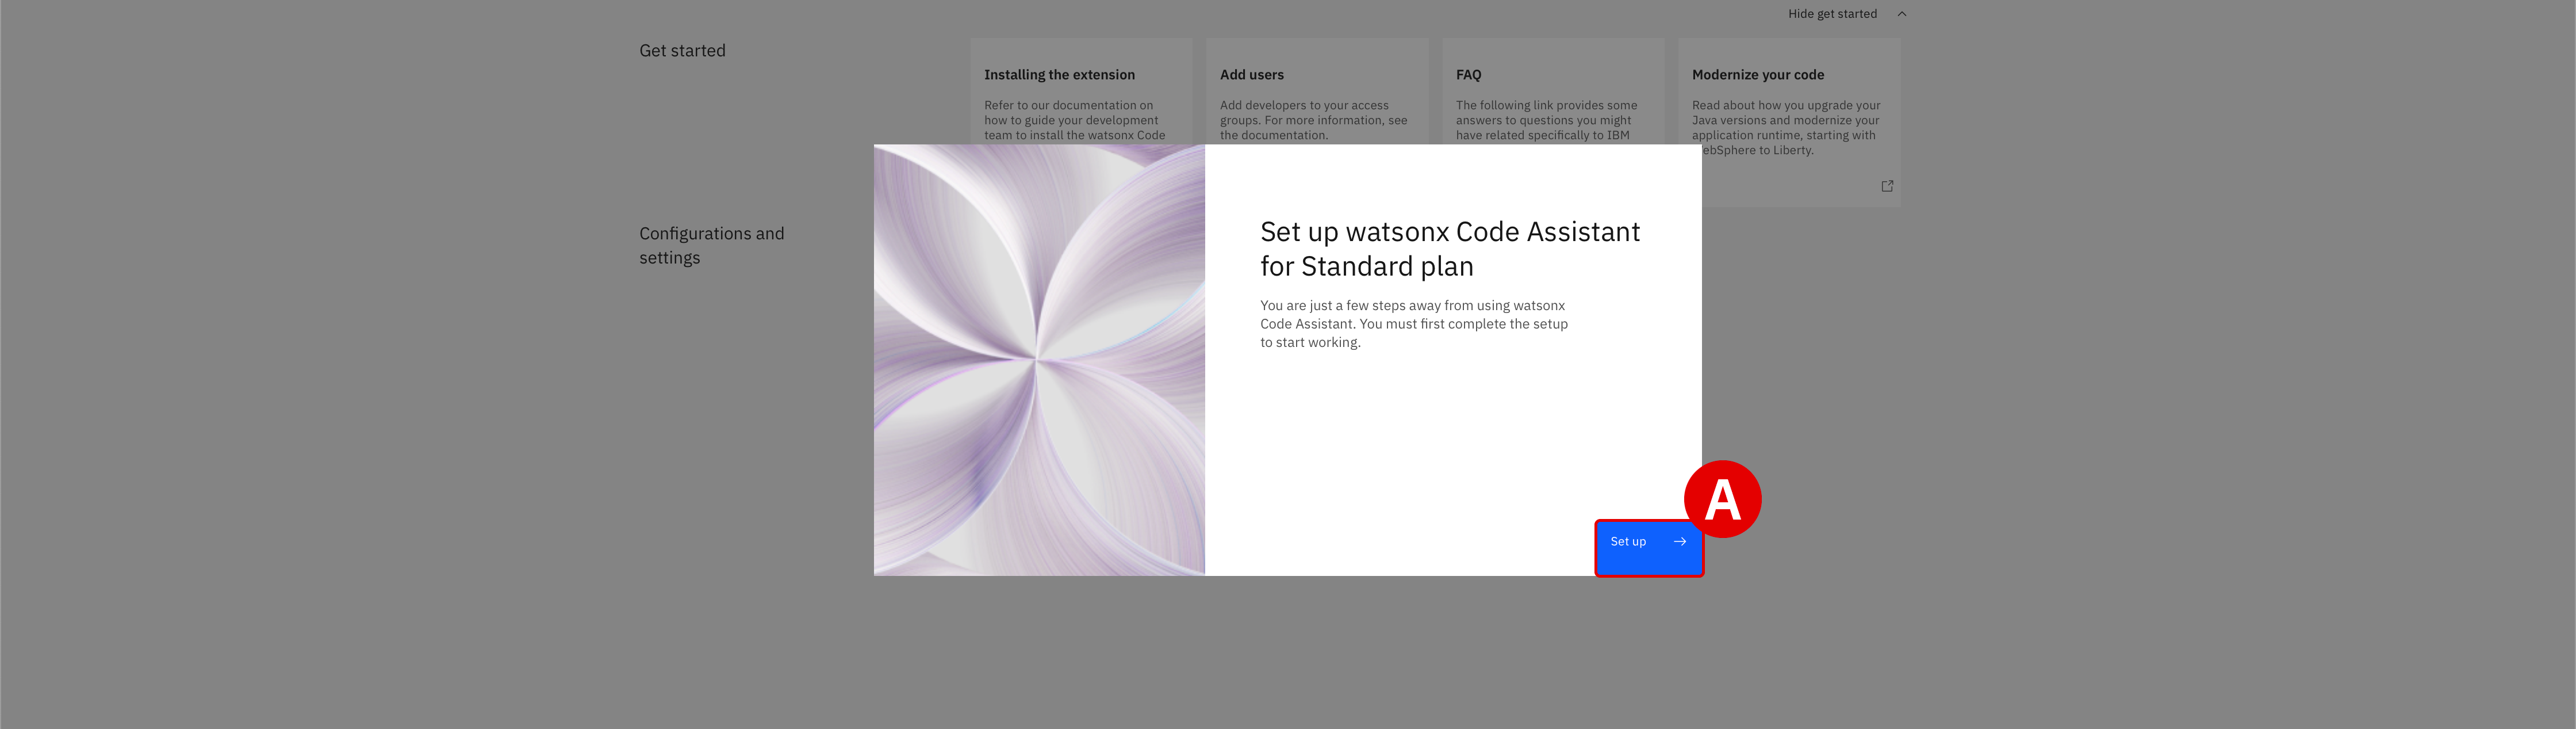 Hide get started
Get started
Installing the extension
Refer to our documentation on
how to guide your development
team to install the watsonx Code
Add users
Add developers to your access
groups. For more information, see
the documentation.
FAQ
The following link provides some
answers to questions you might
have related specifically to IBM
Modernize your code
Read about how you upgrade your
Java versions and modernize your
application runtime, starting with
ebSphere to Liberty.
Configurations and
settings
Set up watsonx Code Assistant
for Standard plan
You are just a few steps away from using watsonx
Code Assistant. You must first complete the setup
to start working.
A
Set up